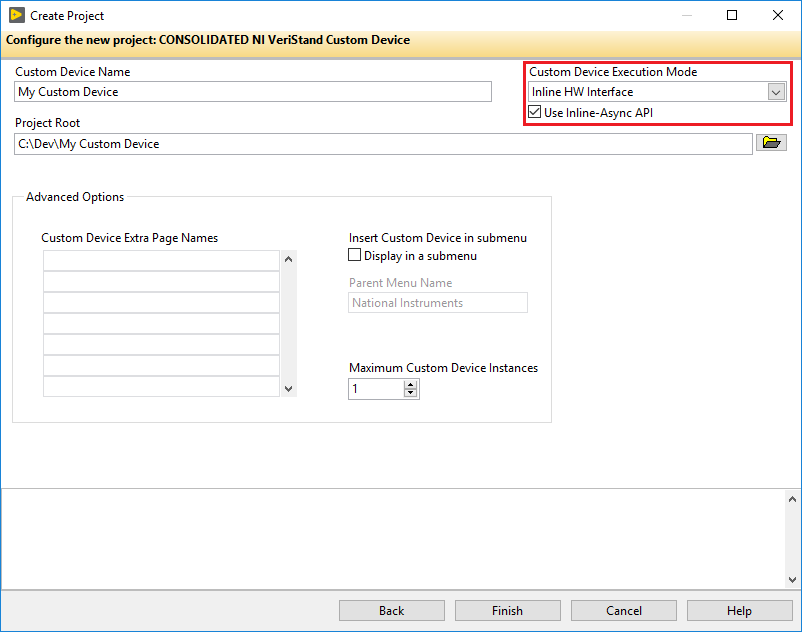 Create Project
Configure the new project: CONSOLIDATED NI VeriStand Custom Device
Custom Device Name
My Custom Device
Custom Device Execution Mode
Inline HW Interface
Use Inline-Async API
Project Root
C:\Dev\My Custom Device
Advanced Options
Custom Device Extra Page Names
Insert Custom Device in submenu
Display in a submenu
Parent Menu Name
National Instruments
Maximum Custom Device Instances
1
Back
Finish
Cancel
Help